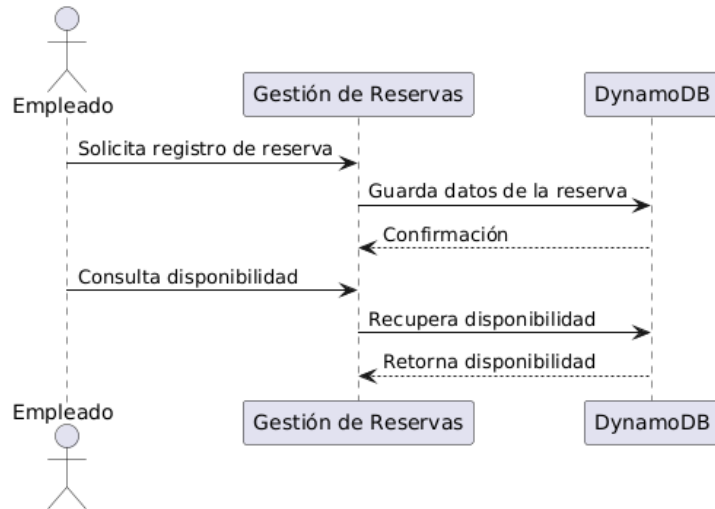 Empleado
Gestión de Reservas
DynamoDB
Solicita registro de reserva
Guarda datos de la reserva
Confirmación
Consulta disponibilidad
Recupera disponibilidad
Retorna disponibilidad
Empleado
Gestión de Reservas
DynamoDB